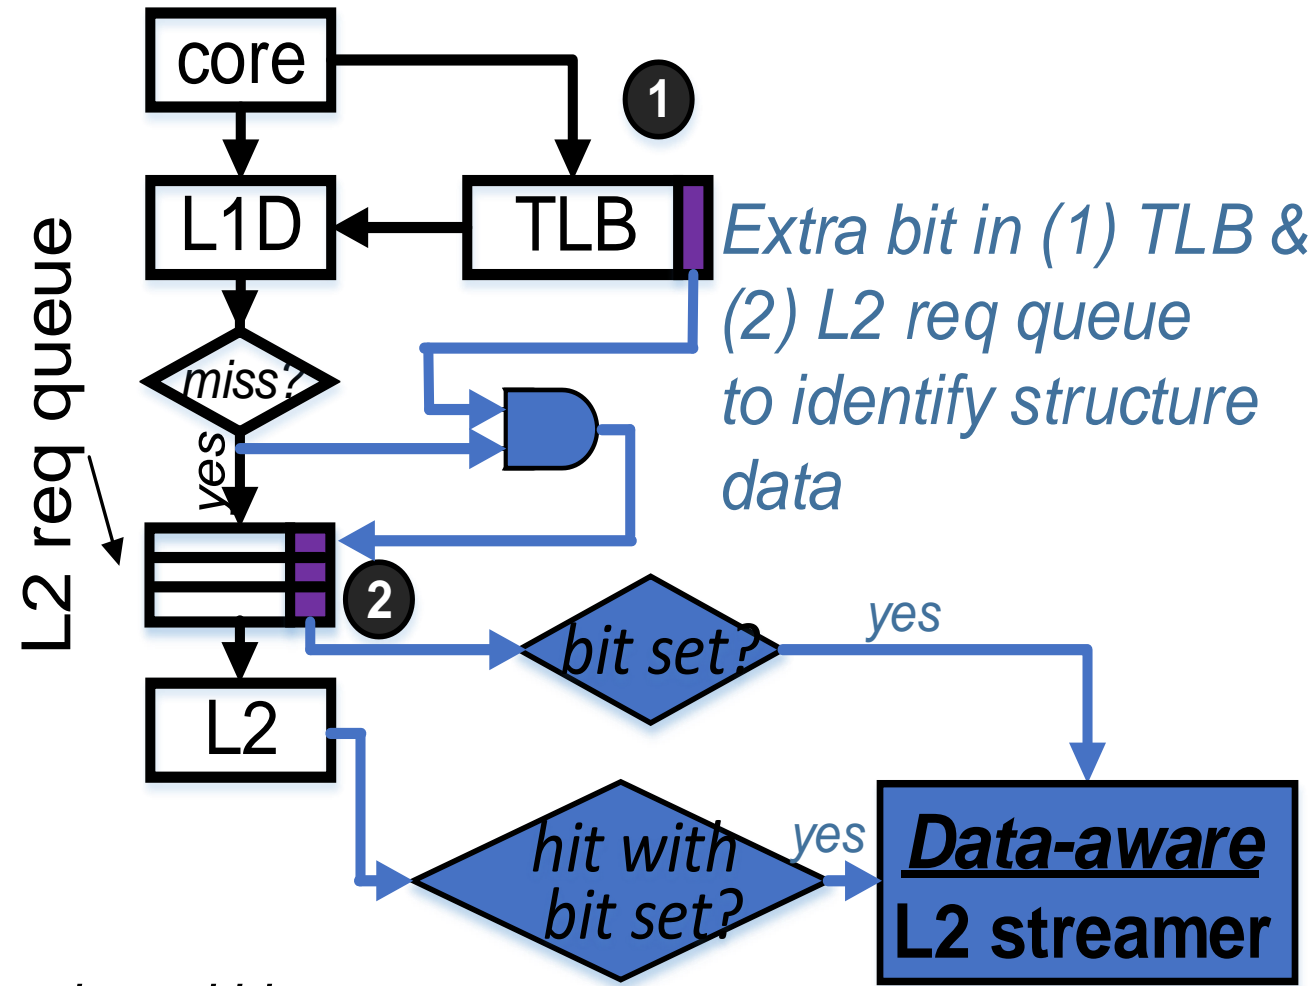 core
1
L1D
TLB
Extra bit in (1) TLB &
(2) L2 req queue
to identify structure
data
L2 req queue
miss?
yes
2
bit set?
yes
L2
hit with
bit set?
yes
Data-aware
L2 streamer